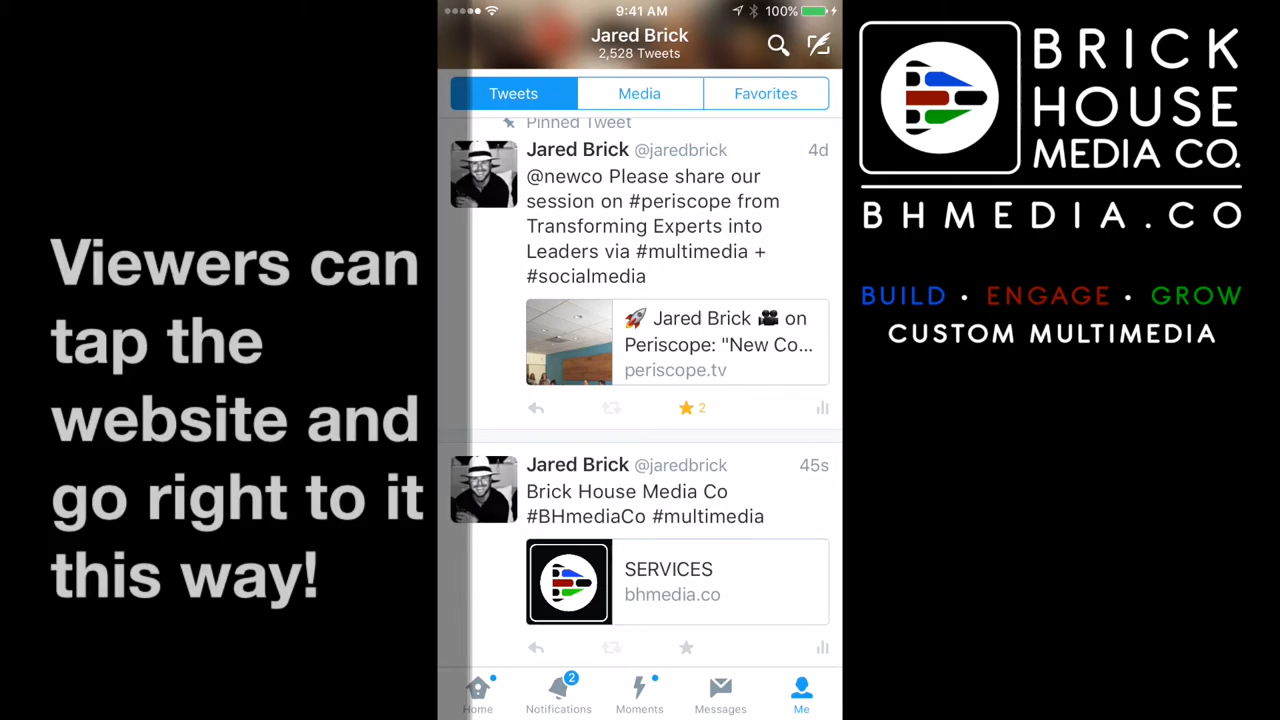 Viewers can
tap the
website and
go right to it
this way!
9:41 AM
100%
Jared Brick
2,528 Tweets
Tweets
Media
Favorites
Pinned Tweet
Jared Brick @jaredbrick 4d
@newco Please share our
session on #periscope from
Transforming Experts into
Leaders via #multimedia +
#socialmedia
🚀 Jared Brick 🎥 on
Periscope: "New Co...
periscope.tv
2
Jared Brick @jaredbrick 45s
Brick House Media Co
#BHmediaCo #multimedia
SERVICES
bhmedia.co
2
Home
Notifications
Moments
Messages
Me
BRICK
HOUSE
MEDIA CO.
BHMEDIA.CO
BUILD • ENGAGE • GROW
CUSTOM MULTIMEDIA